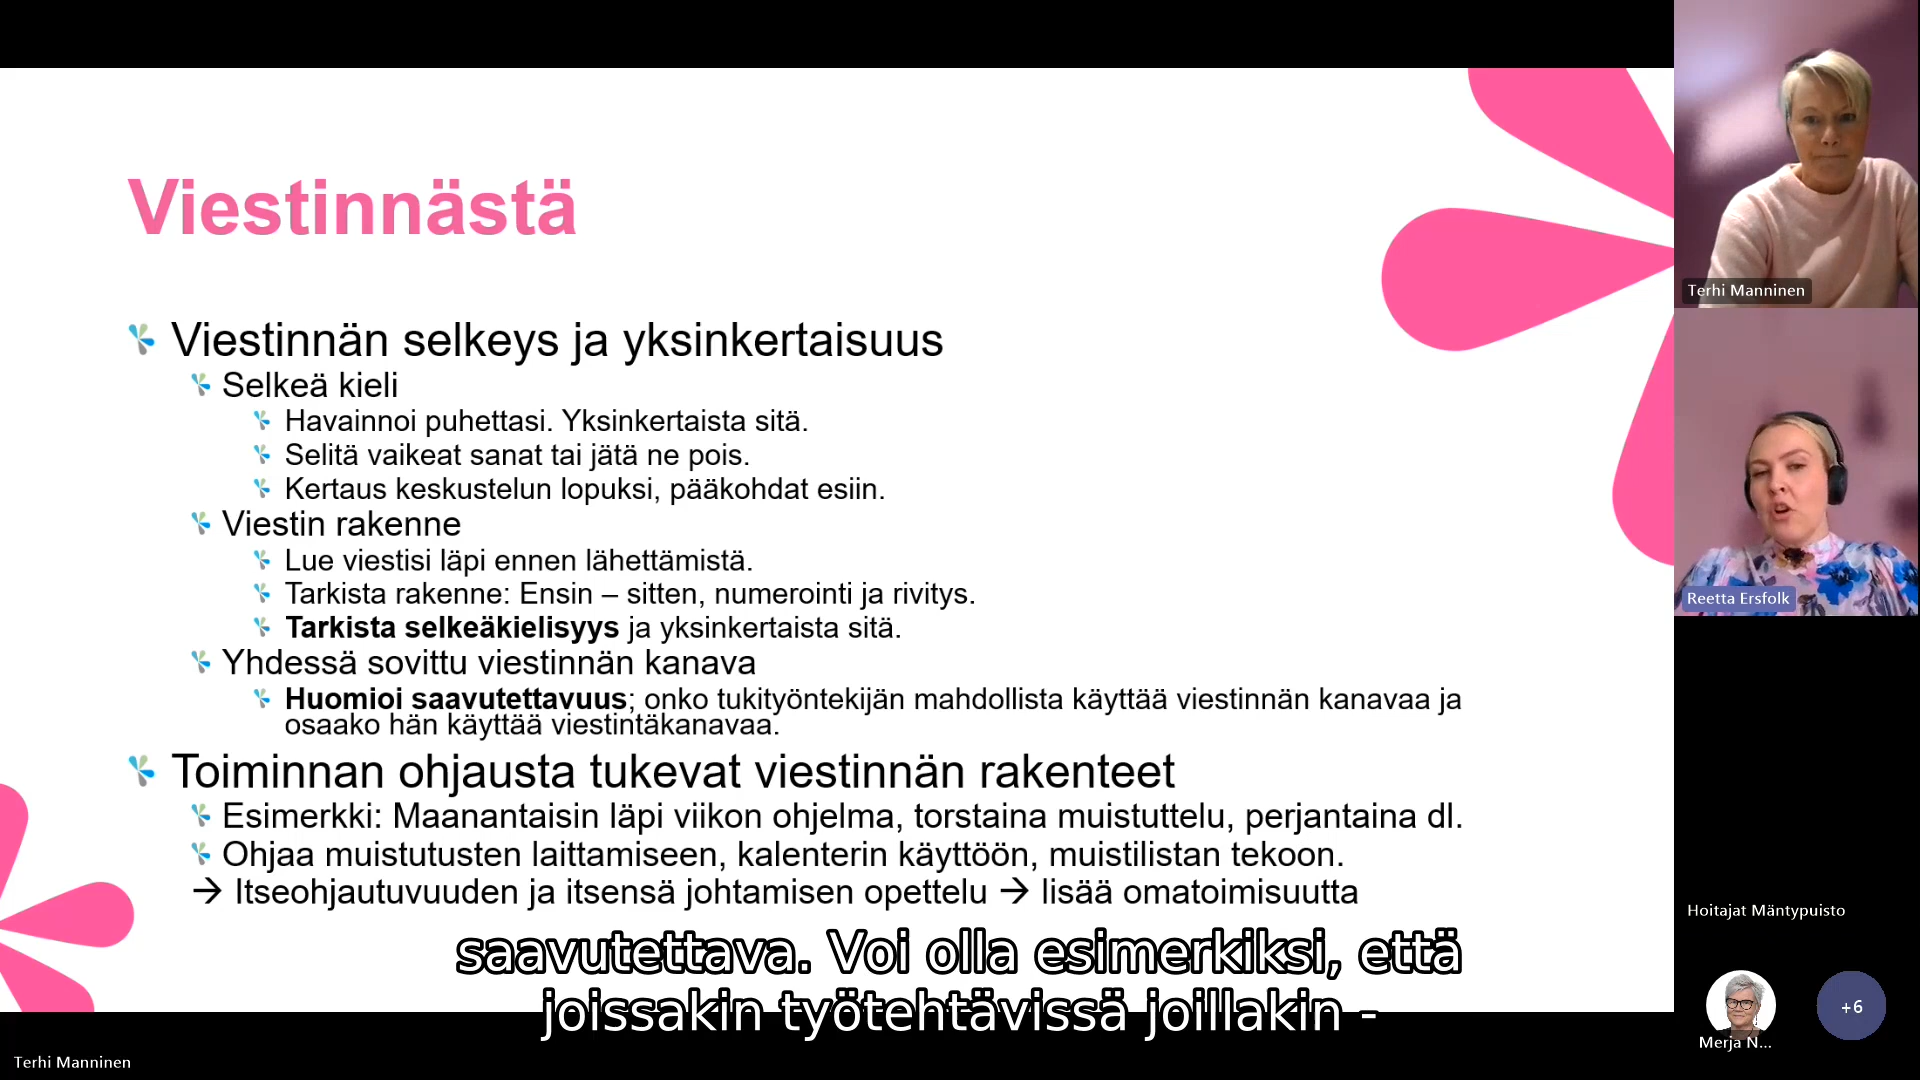 Viestinnästä
Viestinnän selkeys ja yksinkertaisuus
Selkeä kieli
Havainnoi puhettasi. Yksinkertaista sitä.
Selitä vaikeat sanat tai jätä ne pois.
Kertaus keskustelun lopuksi, pääkohdat esiin.
Viestin rakenne
Lue viestisi läpi ennen lähettämistä.
Tarkista rakenne: Ensin – sitten, numerointi ja rivitys.
Tarkista selkeäkielisyys ja yksinkertaista sitä.
Yhdessä sovittu viestinnän kanava
Huomioi saavutettavuus; onko tukityöntekijän mahdollista käyttää viestinnän kanavaa ja
osaako hän käyttää viestintäkanavaa.
Toiminnan ohjausta tukevat viestinnän rakenteet
Esimerkki: Maanantaisin läpi viikon ohjelma, torstaina muistuttelu, perjantaina dl.
Ohjaa muistutusten laittamiseen, kalenterin käyttöön, muistilistan tekoon.
→ Itseohjautuvuuden ja itsensä johtamisen opettelu → lisää omatoimisuutta
saavutettava. Voi olla esimerkiksi, että
joissakin työtehtävissä joillakin -
Terhi Manninen
Terhi Manninen
Reetta Ersfolk
Hoitajat Mäntypuisto
Merja N...
+6